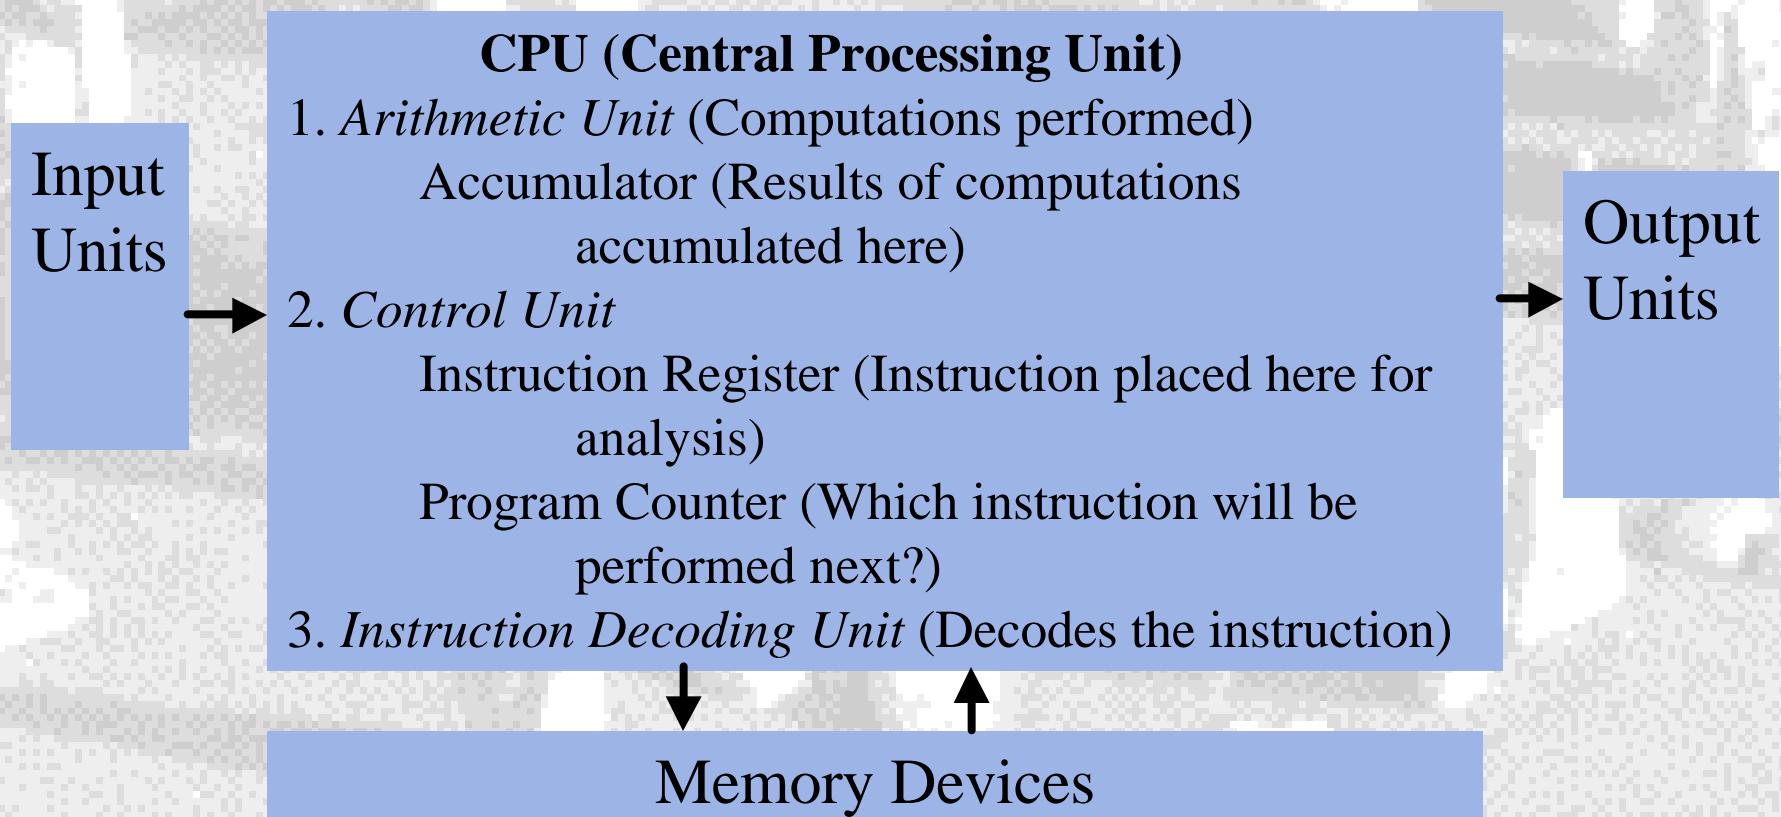 CPU (Central Processing Unit)
1. Arithmetic Unit (Computations performed)
Accumulator (Results of computations
accumulated here)
2. Control Unit
Instruction Register (Instruction placed here for
analysis)
Program Counter (Which instruction will be
performed next?)
3. Instruction Decoding Unit (Decodes the instruction)
Input
Units
Output
Units
Memory Devices